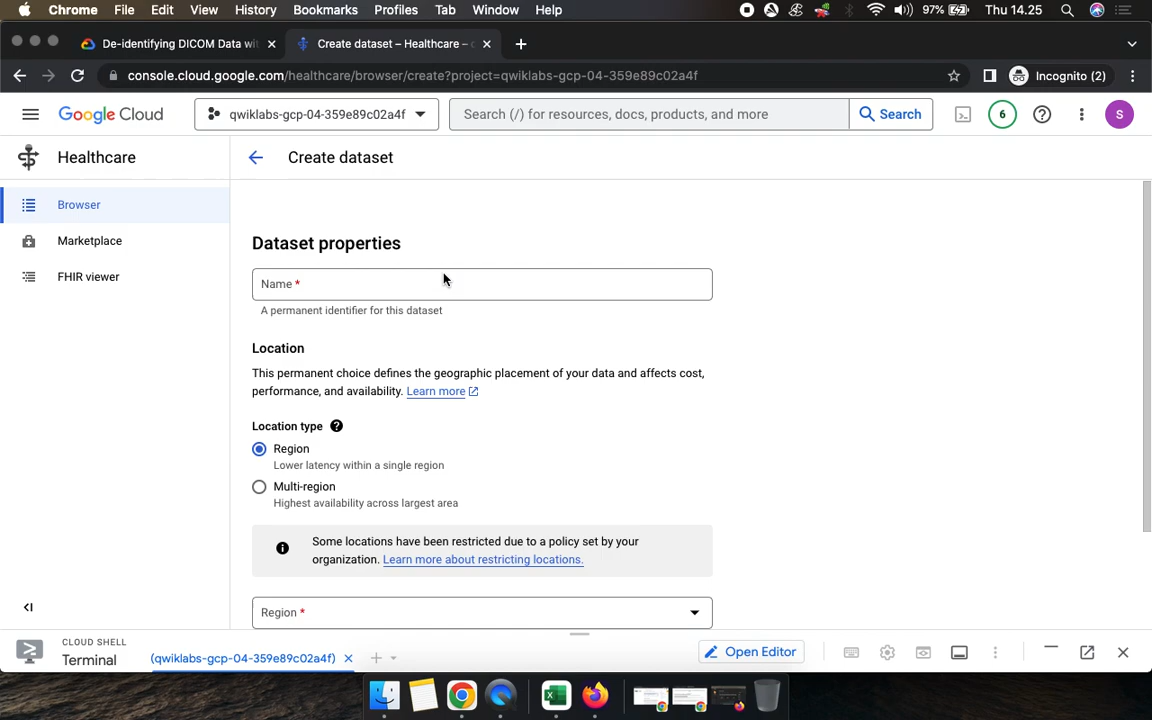 Chrome File Edit View History Bookmarks Profiles Tab Window Help 97% Thu 14.25
De-identifying DICOM Data wit Create dataset – Healthcare –
console.cloud.google.com/healthcare/browser/create?project=qwiklabs-gcp-04-359e89c02a4f Incognito (2)
Google Cloud qwiklabs-gcp-04-359e89c02a4f Search (/) for resources, docs, products, and more Search 6 S
Healthcare
Create dataset
Browser
Marketplace
FHIR viewer
Dataset properties
Name *
A permanent identifier for this dataset
Location
This permanent choice defines the geographic placement of your data and affects cost,
performance, and availability. Learn more
Location type
Region
Lower latency within a single region
Multi-region
Highest availability across largest area
Some locations have been restricted due to a policy set by your
organization. Learn more about restricting locations.
Region *
CLOUD SHELL
Terminal (qwiklabs-gcp-04-359e89c02a4f) Open Editor